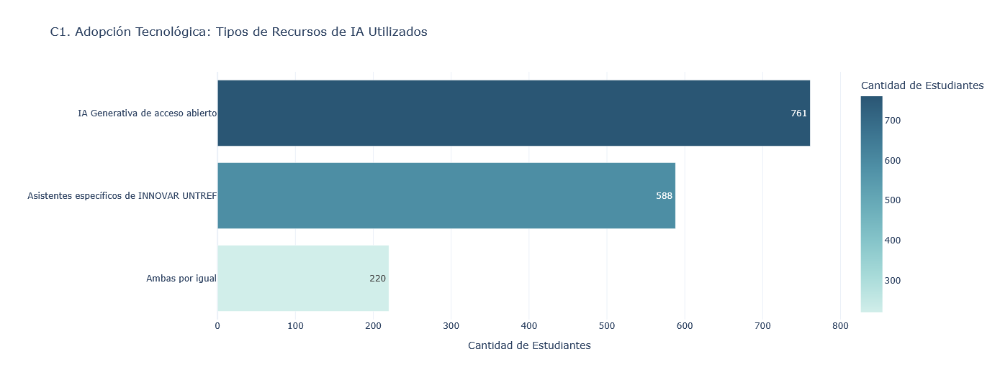 C1. Adopción Tecnológica: Tipos de Recursos de IA Utilizados
IA Generativa de acceso abierto
761
Asistentes específicos de INNOVAR UNTREF
588
Ambas por igual
220
0 100 200 300 400 500 600 700 800
Cantidad de Estudiantes
Cantidad de Estudiantes
700
600
500
400
300